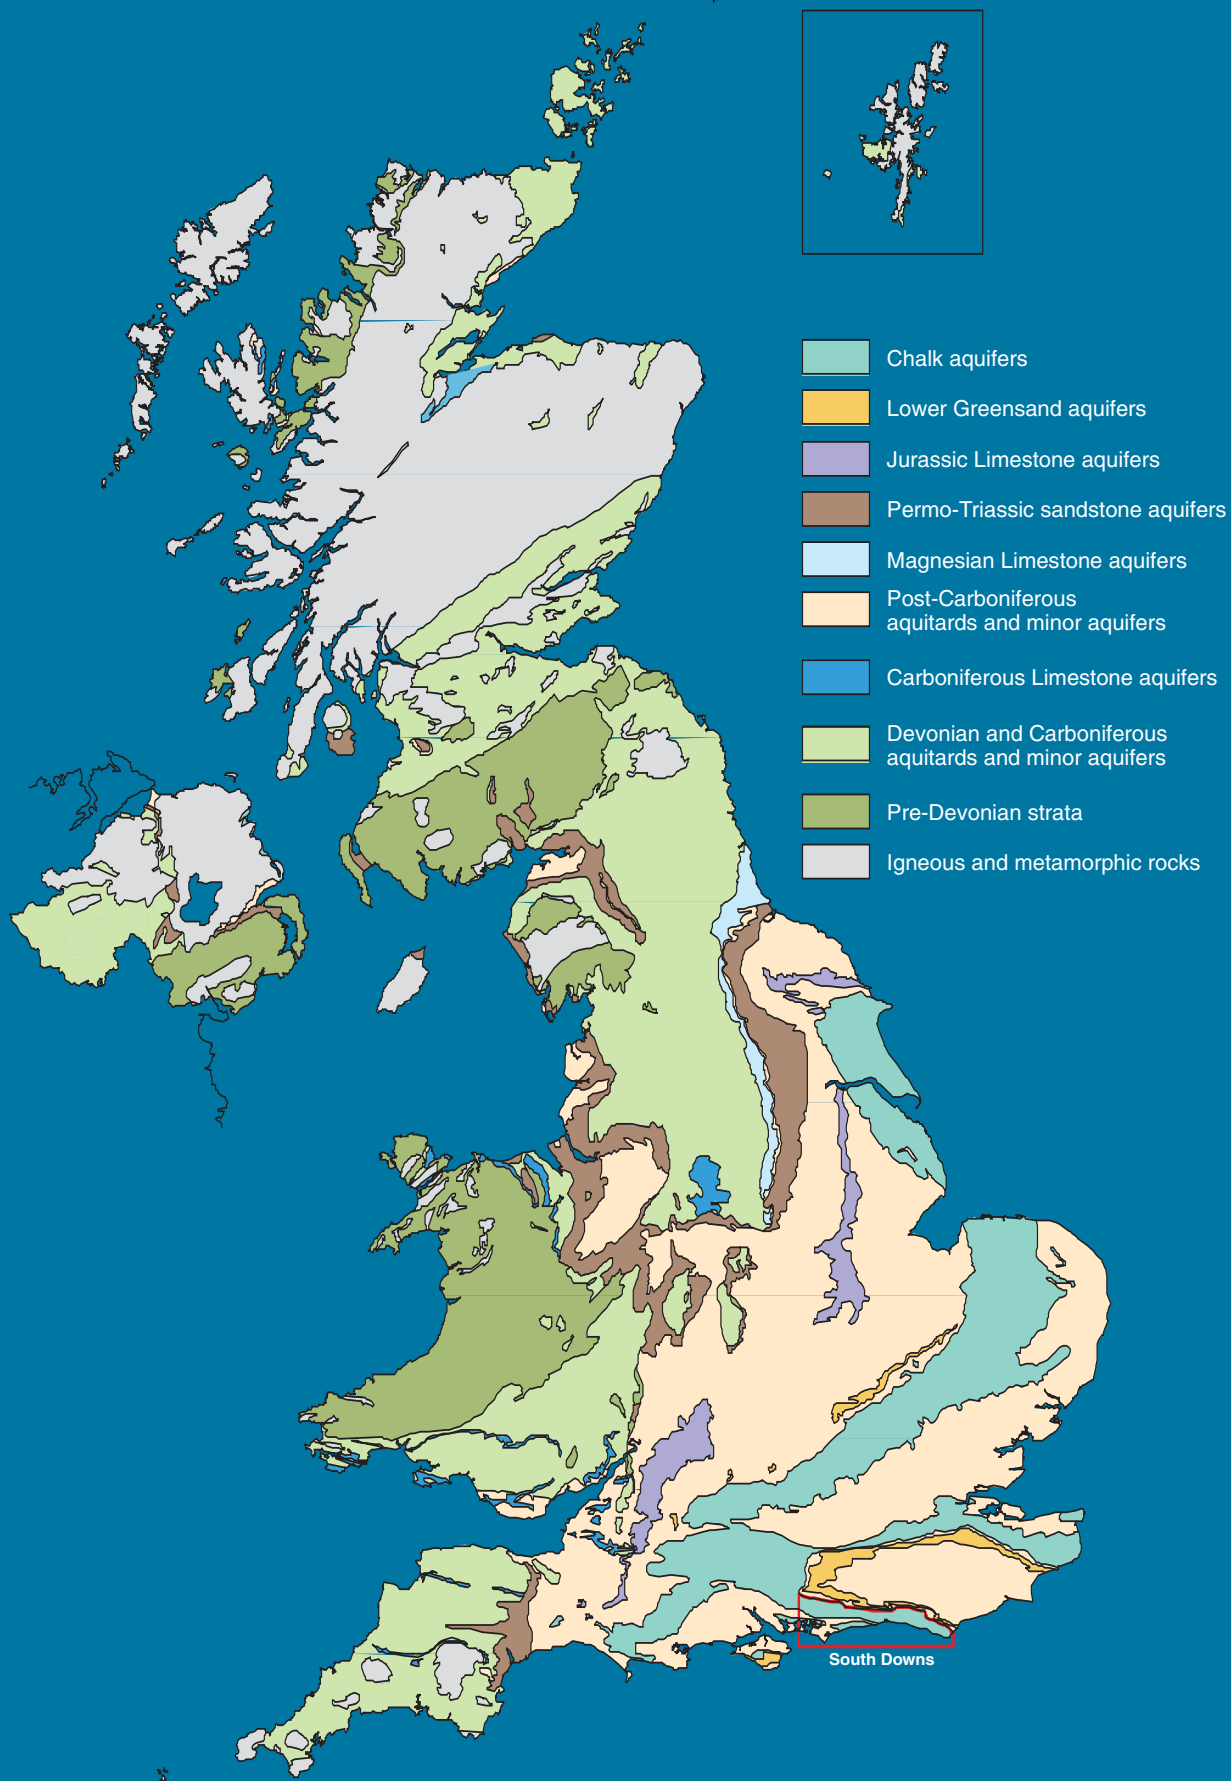 Chalk aquifers
Lower Greensand aquifers
Jurassic Limestone aquifers
Permo-Triassic sandstone aquifers
Magnesian Limestone aquifers
Post-Carboniferous
aquitards and minor aquifers
Carboniferous Limestone aquifers
Devonian and Carboniferous
aquitards and minor aquifers
Pre-Devonian strata
Igneous and metamorphic rocks
South Downs